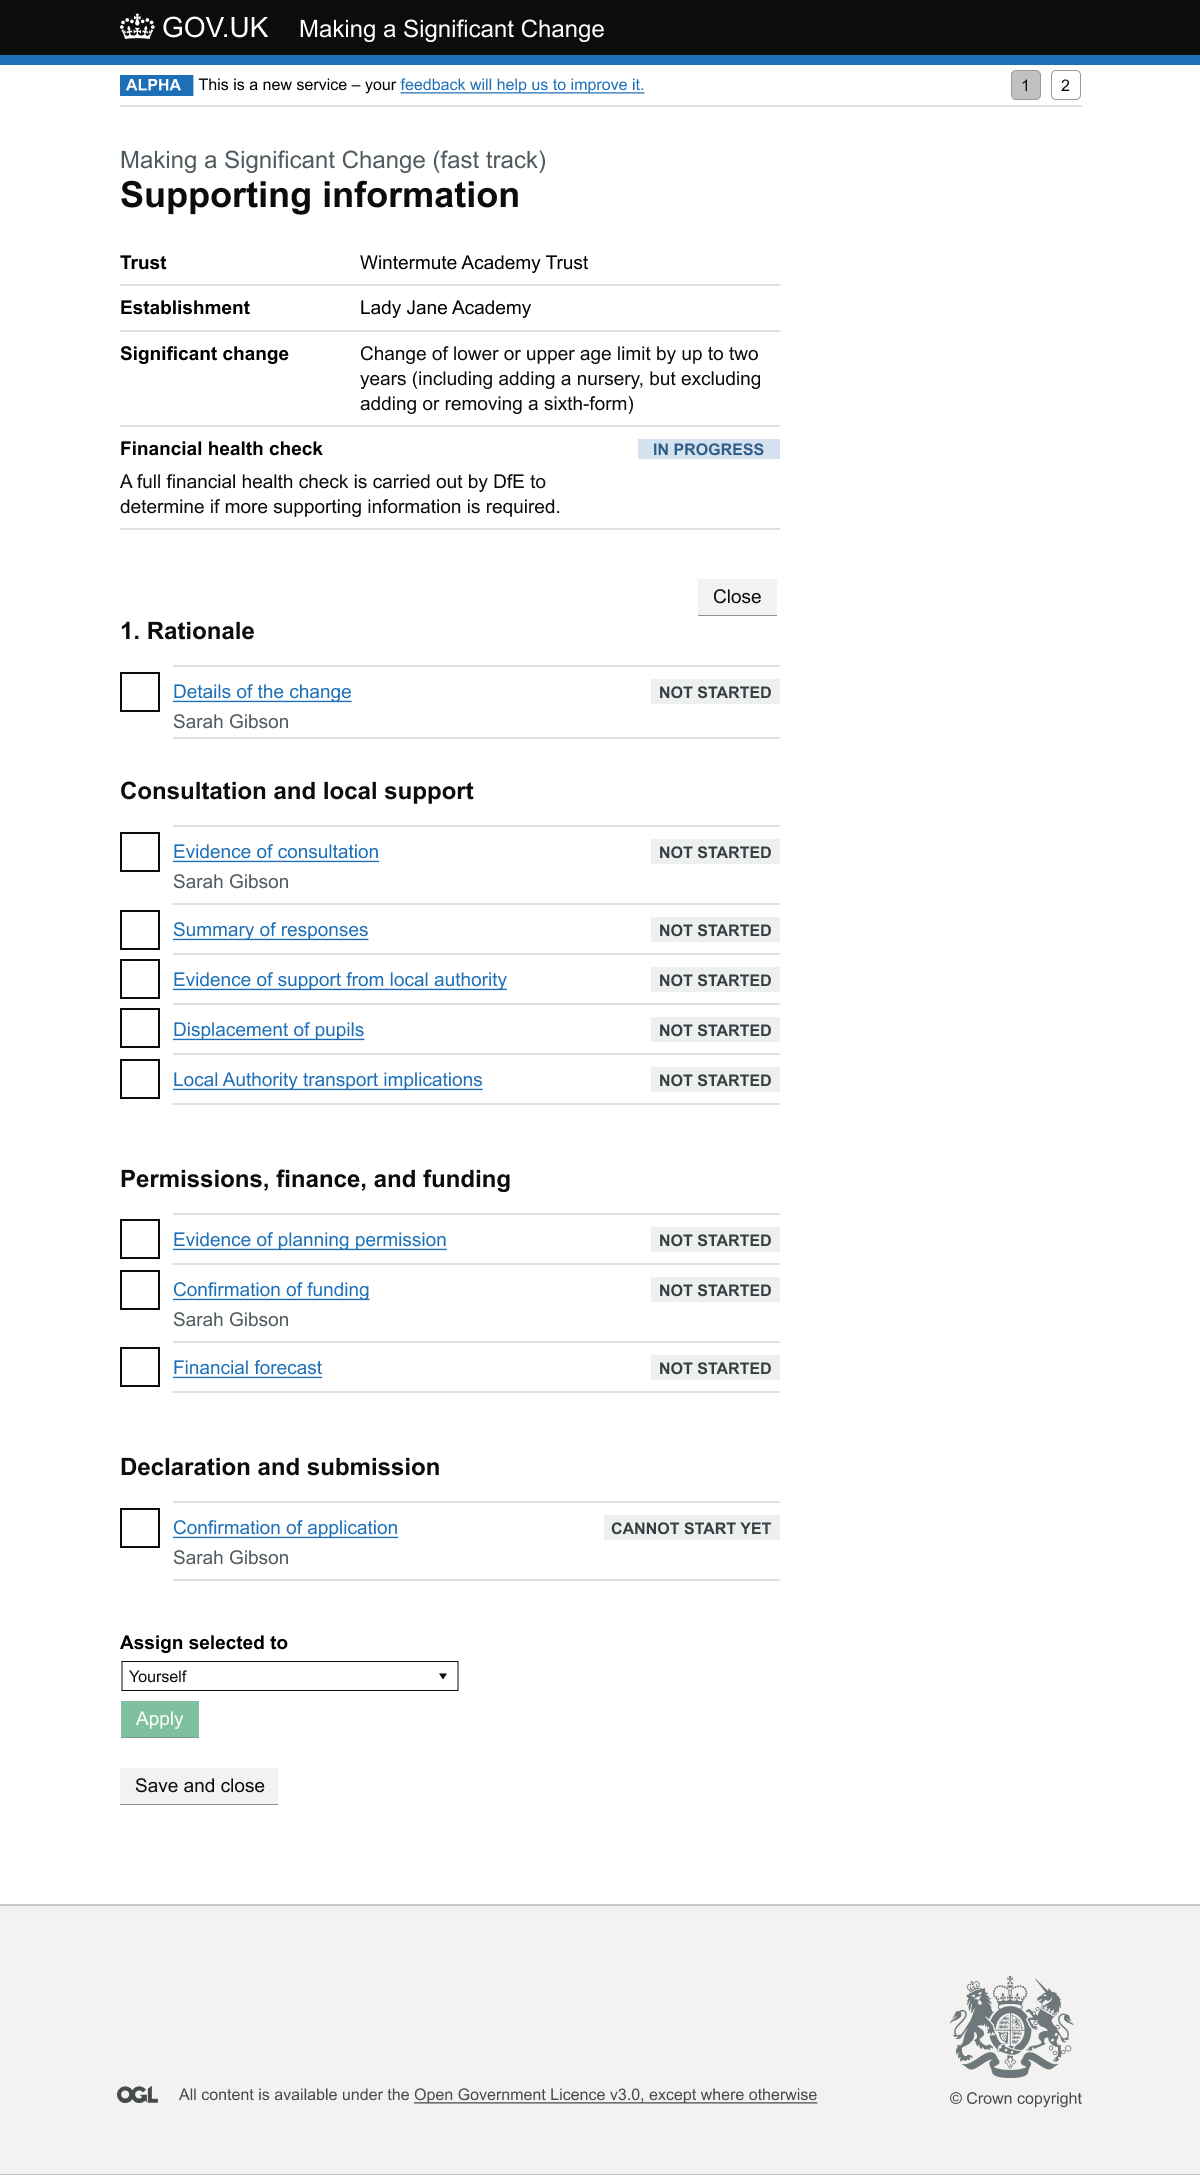 GOV.UK Making a Significant Change
ALPHA This is a new service – your feedback will help us to improve it. 1 2
Making a Significant Change (fast track)
Supporting information
Trust Wintermute Academy Trust
Establishment Lady Jane Academy
Significant change Change of lower or upper age limit by up to two
years (including adding a nursery, but excluding
adding or removing a sixth-form)
Financial health check IN PROGRESS
A full financial health check is carried out by DfE to
determine if more supporting information is required.
Close
1. Rationale
Details of the change NOT STARTED
Sarah Gibson
Consultation and local support
Evidence of consultation NOT STARTED
Sarah Gibson
Summary of responses NOT STARTED
Evidence of support from local authority NOT STARTED
Displacement of pupils NOT STARTED
Local Authority transport implications NOT STARTED
Permissions, finance, and funding
Evidence of planning permission NOT STARTED
Confirmation of funding NOT STARTED
Sarah Gibson
Financial forecast NOT STARTED
Declaration and submission
Confirmation of application CANNOT START YET
Sarah Gibson
Assign selected to
Yourself
Apply
Save and close
OGL All content is available under the Open Government Licence v3.0, except where otherwise
© Crown copyright